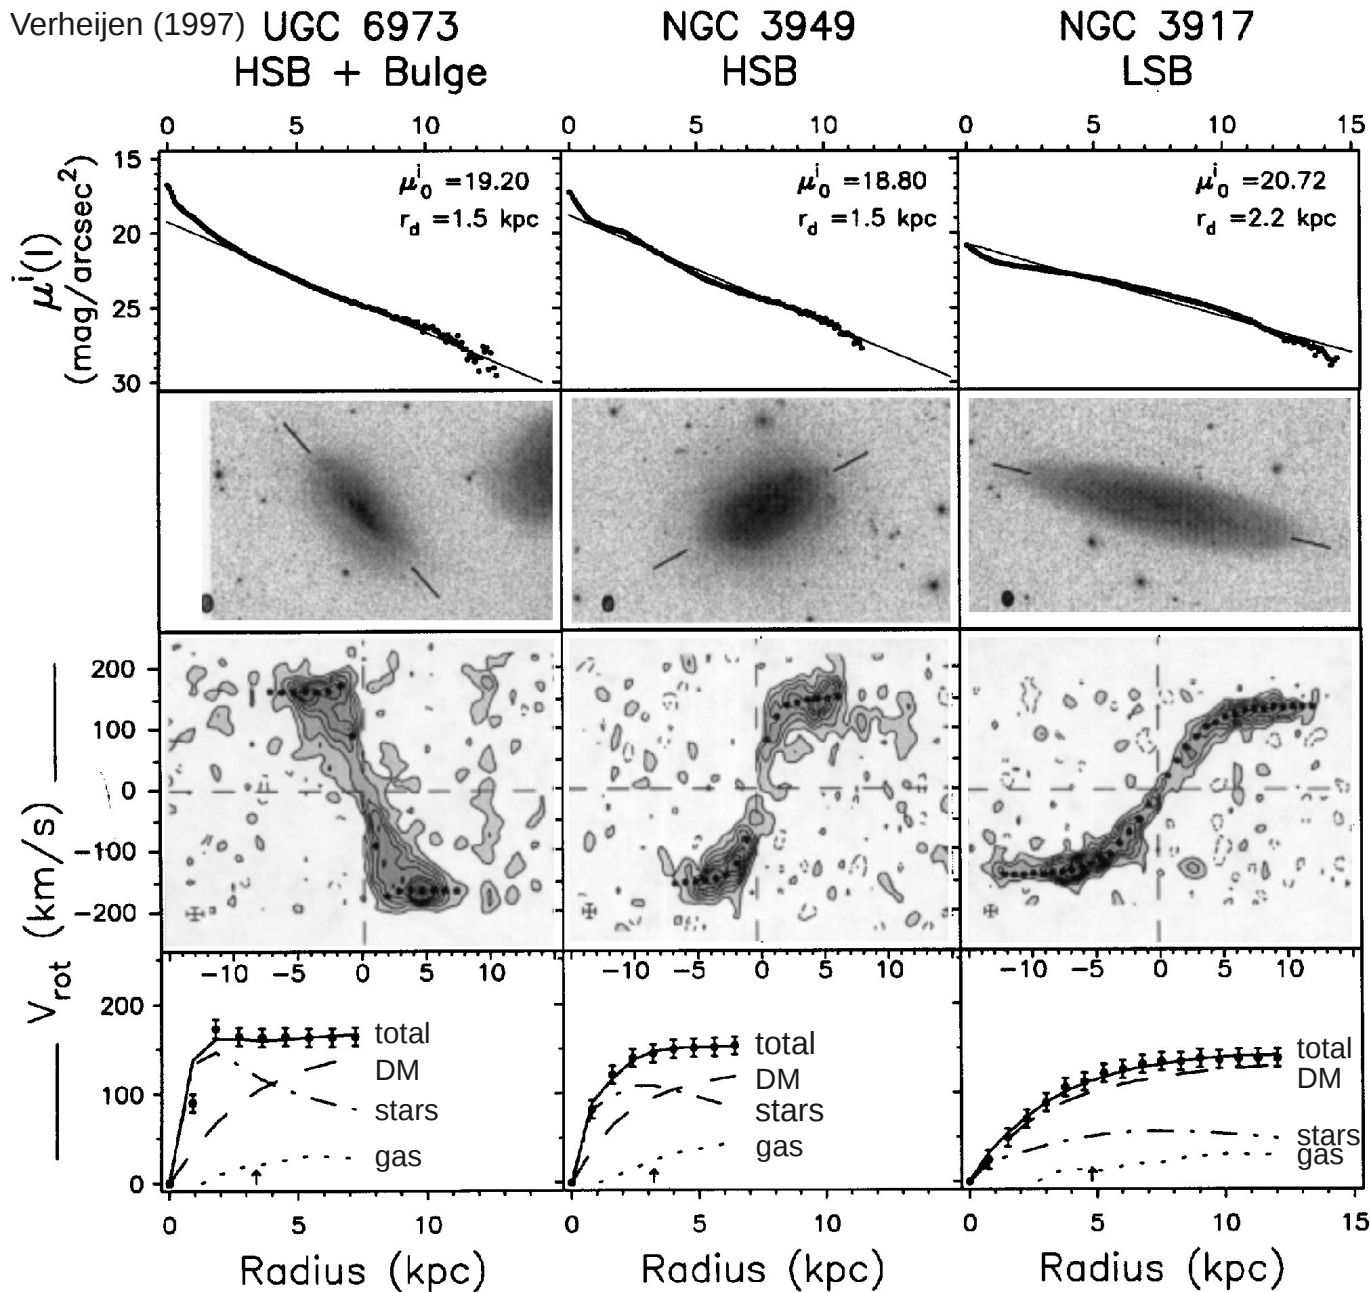 Verheijen (1997) UGC 6973 NGC 3949 NGC 3917
HSB + Bulge HSB LSB
0 5 10 0 5 10 0 5 10 15
15
20
25
30
μⁱ(I)
(mag/arcsec²)
μⁱ₀ =19.20
r_d =1.5 kpc
μⁱ₀ =18.80
r_d =1.5 kpc
μⁱ₀ =20.72
r_d =2.2 kpc
200
100
0
−100
−200
V_rot (km/s)
−10 −5 0 5 10 −10 −5 0 5 10 −10 −5 0 5 10
200
100
0
total
DM
stars
gas
total
DM
stars
gas
total
DM
stars
gas
0 5 10 0 5 10 0 5 10 15
Radius (kpc) Radius (kpc) Radius (kpc)